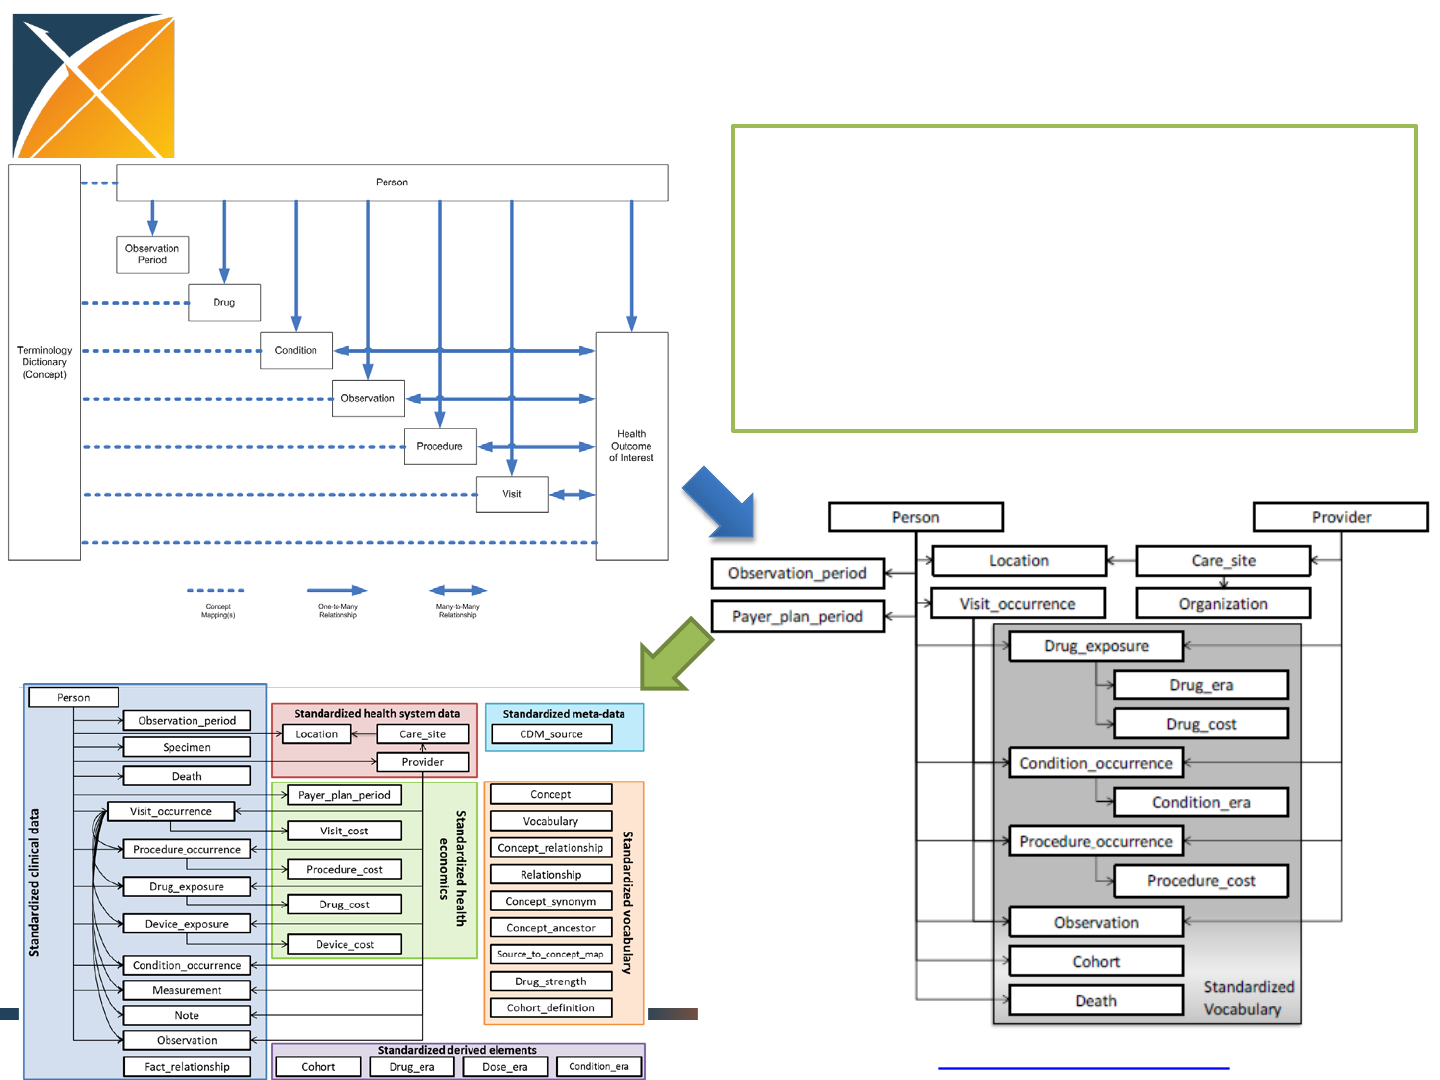 Person
Observation
Period
Drug
Terminology
Dictionary
(Concept)
Condition
Observation
Procedure
Health
Outcome
of Interest
Visit
Concept
Mapping(s)
One-to-Many
Relationship
Many-to-Many
Relationship
Person
Provider
Location
Care_site
Observation_period
Visit_occurrence
Organization
Payer_plan_period
Drug_exposure
Drug_era
Drug_cost
Condition_occurrence
Condition_era
Procedure_occurrence
Procedure_cost
Observation
Cohort
Death
Standardized
Vocabulary
Person
Standardized clinical data
Observation_period
Specimen
Death
Visit_occurrence
Procedure_occurrence
Drug_exposure
Device_exposure
Condition_occurrence
Measurement
Note
Observation
Fact_relationship
Standardized health system data
Location
Care_site
Provider
Standardized meta-data
CDM_source
Payer_plan_period
Visit_cost
Procedure_cost
Drug_cost
Device_cost
Standardized health
economics
Concept
Vocabulary
Concept_relationship
Relationship
Concept_synonym
Concept_ancestor
Source_to_concept_map
Drug_strength
Cohort_definition
Standardized vocabulary
Standardized derived elements
Cohort
Drug_era
Dose_era
Condition_era